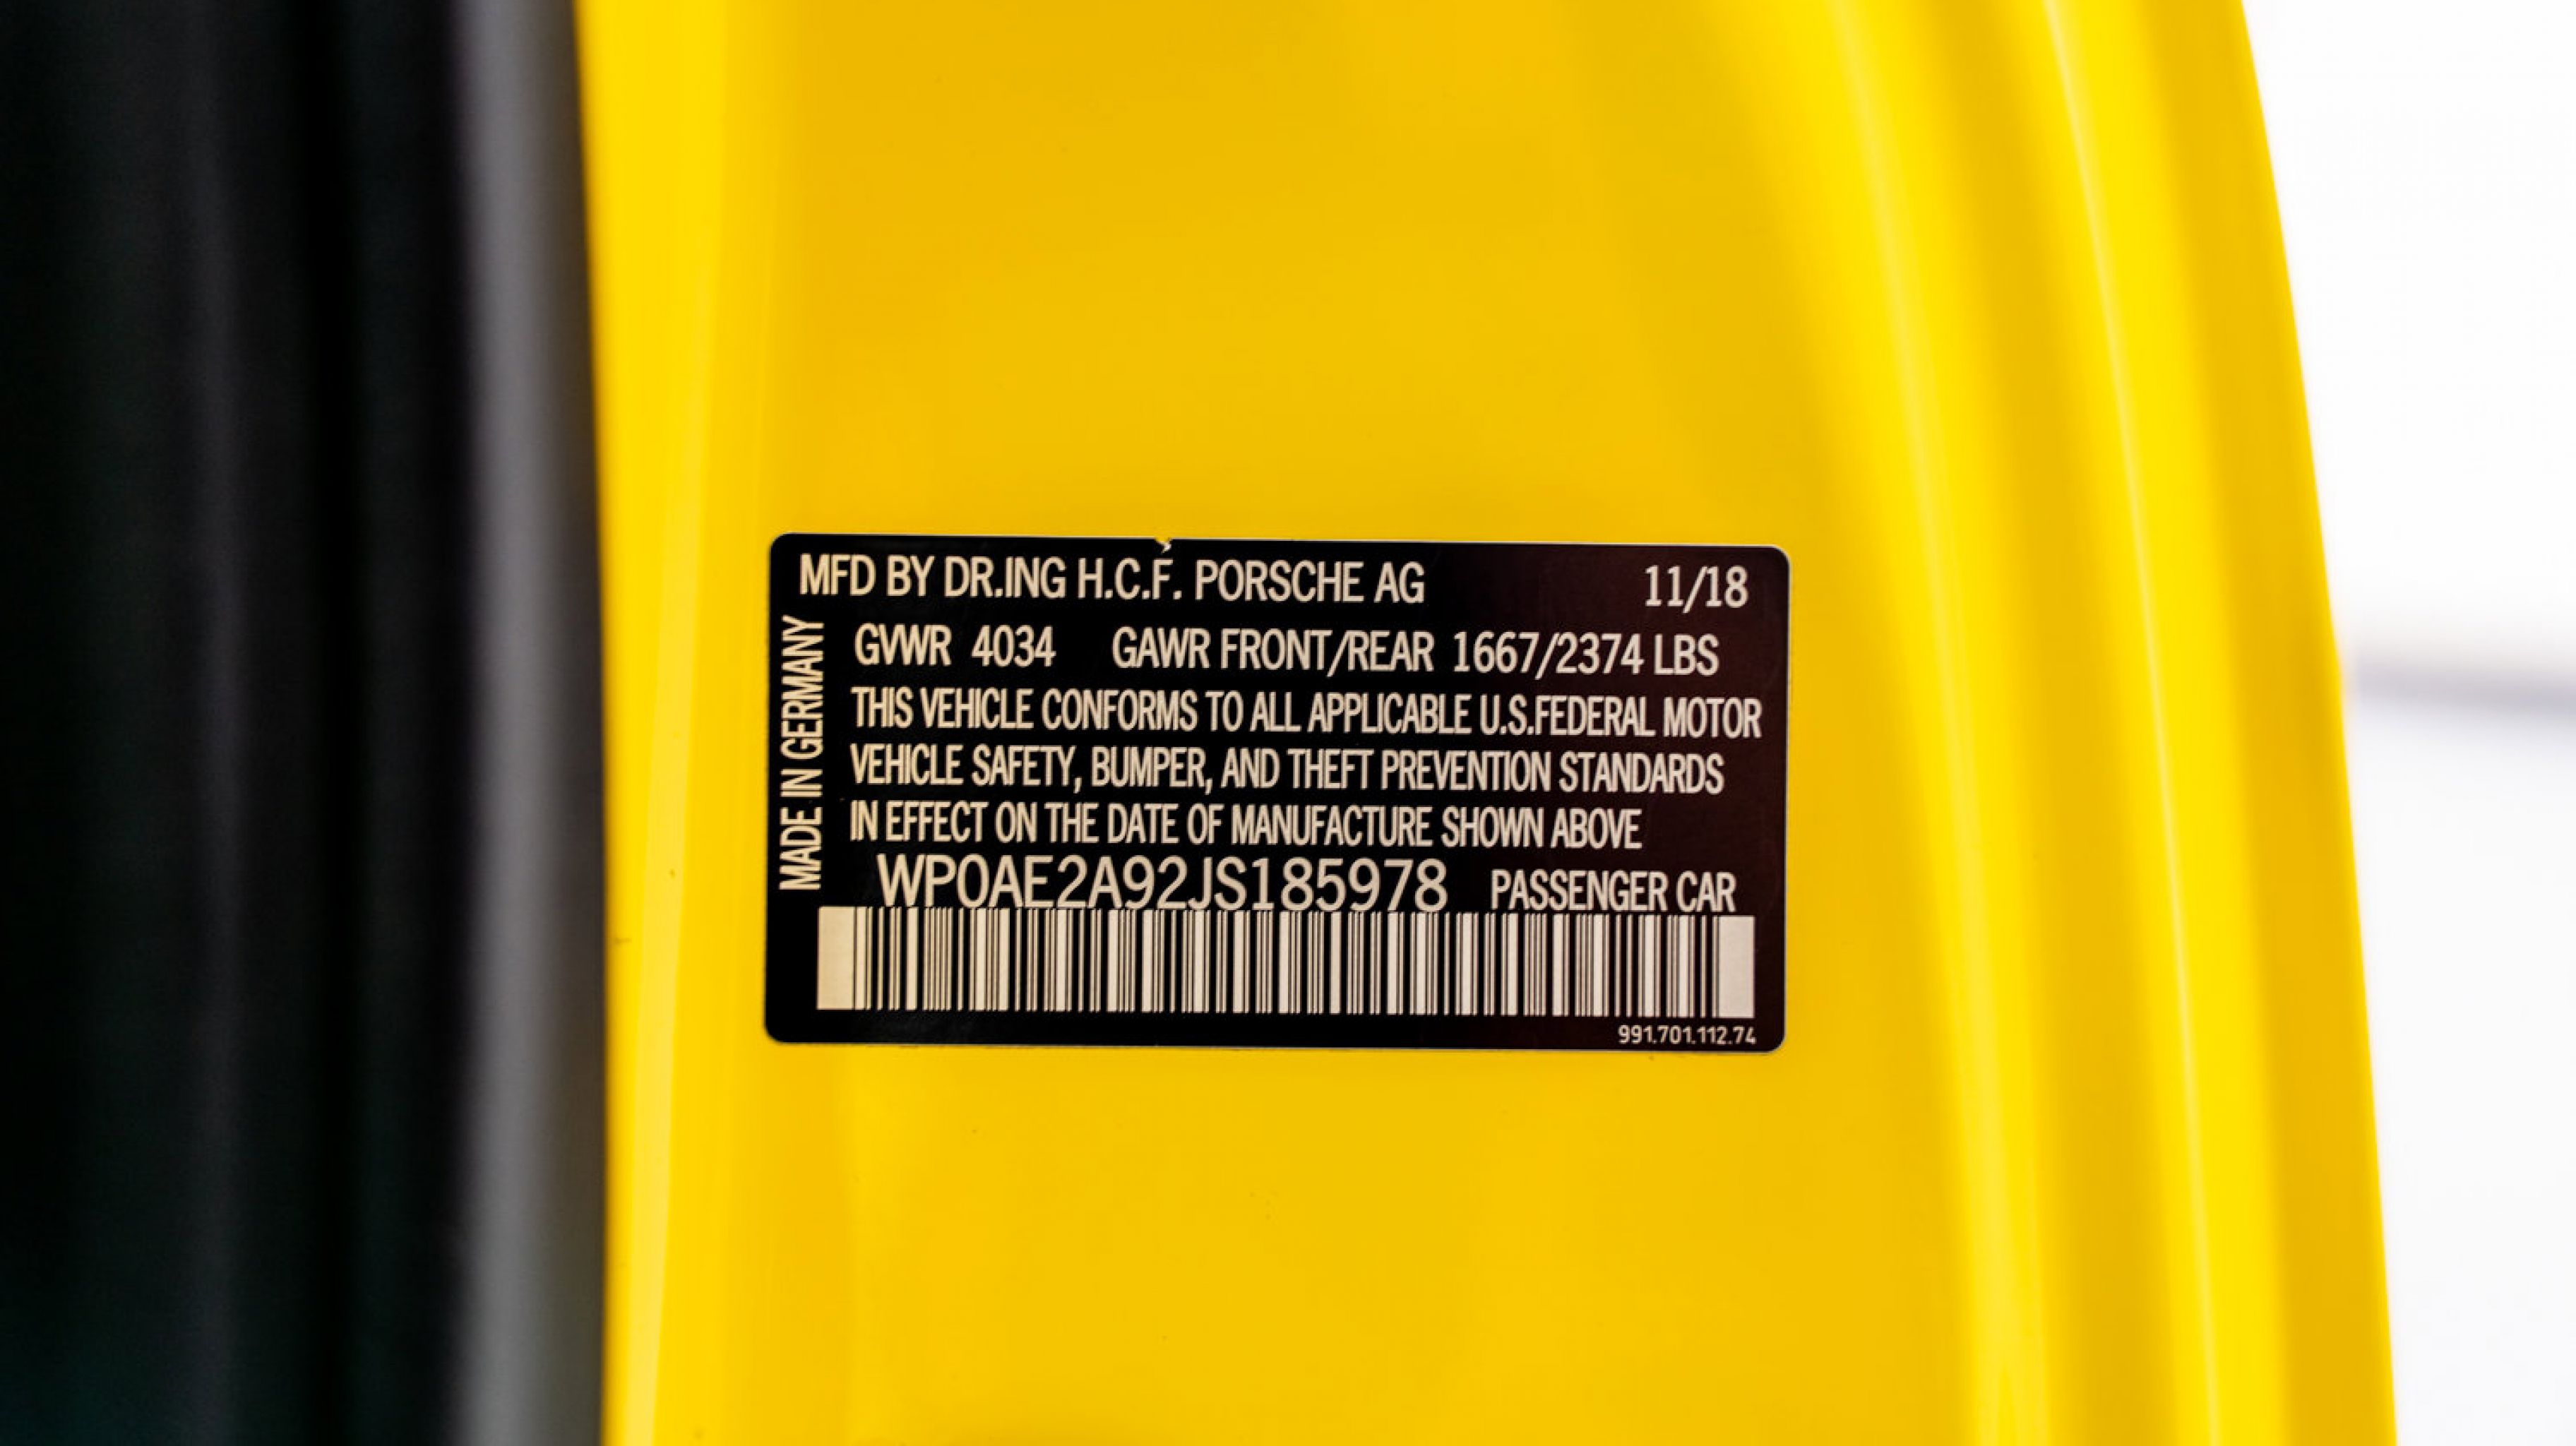 MFD BY DR.ING H.C.F. PORSCHE AG 11/18
GVWR 4034 GAWR FRONT/REAR 1667/2374 LBS
THIS VEHICLE CONFORMS TO ALL APPLICABLE U.S.FEDERAL MOTOR
VEHICLE SAFETY, BUMPER, AND THEFT PREVENTION STANDARDS
IN EFFECT ON THE DATE OF MANUFACTURE SHOWN ABOVE
WP0AE2A92JS185978 PASSENGER CAR
991.701.112.74
MADE IN GERMANY